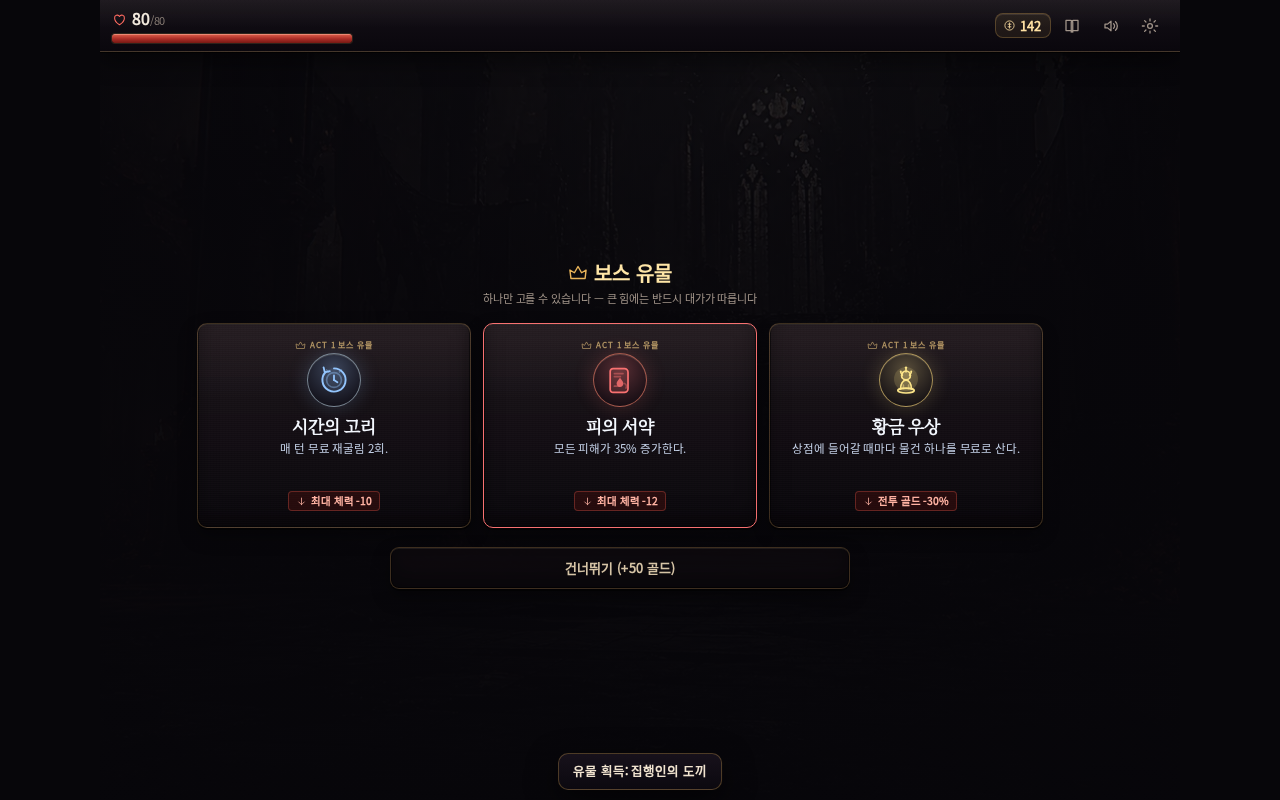 80/80
142
보스 유물
하나만 고를 수 있습니다 — 큰 힘에는 반드시 대가가 따릅니다
ACT 1 보스 유물
시간의 고리
매 턴 무료 재굴림 2회.
↓ 최대 체력 -10
ACT 1 보스 유물
피의 서약
모든 피해가 35% 증가한다.
↓ 최대 체력 -12
ACT 1 보스 유물
황금 우상
상점에 들어갈 때마다 물건 하나를 무료로 산다.
↓ 전투 골드 -30%
건너뛰기 (+50 골드)
유물 획득: 집행인의 도끼